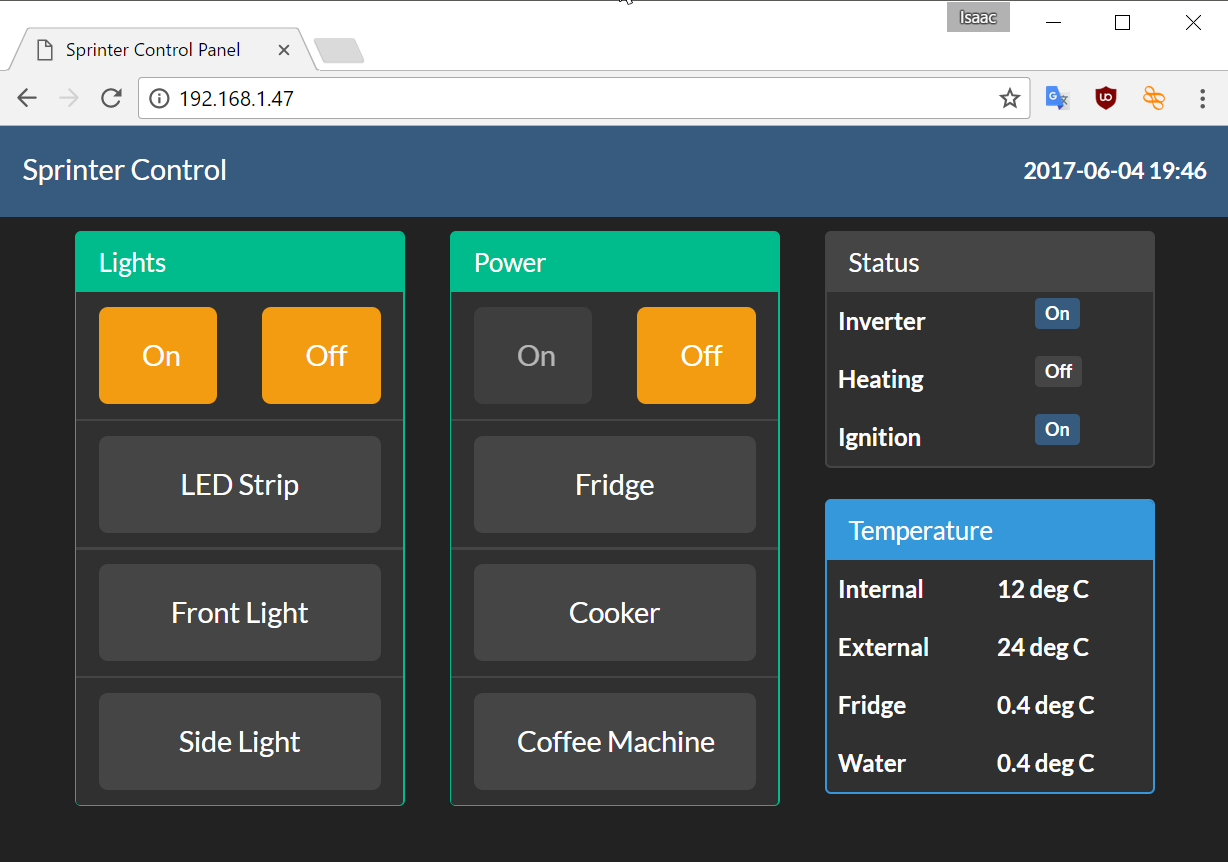 Isaac
Sprinter Control Panel
192.168.1.47
Sprinter Control
2017-06-04 19:46
Lights
On
Off
LED Strip
Front Light
Side Light
Power
On
Off
Fridge
Cooker
Coffee Machine
Status
Inverter On
Heating Off
Ignition On
Temperature
Internal 12 deg C
External 24 deg C
Fridge 0.4 deg C
Water 0.4 deg C